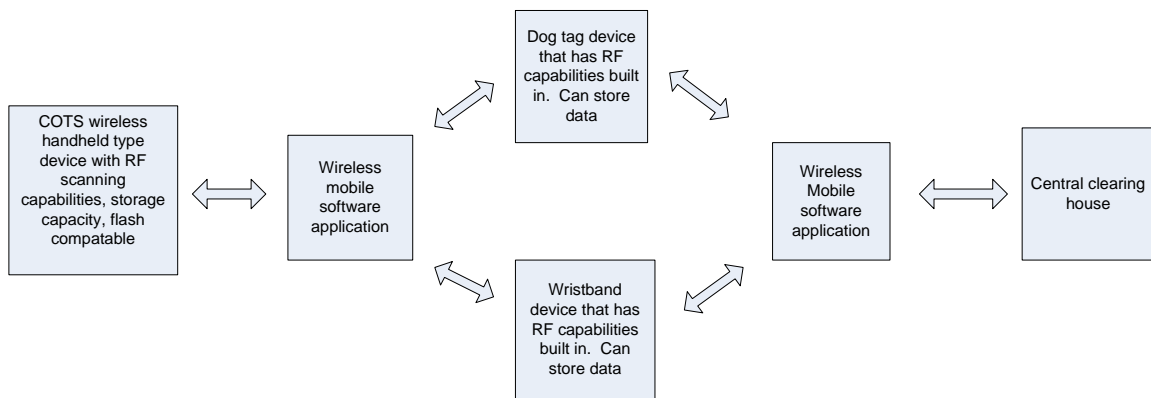 COTS wireless
handheld type
device with RF
scanning
capabilities, storage
capacity, flash
compatable
Wireless
mobile
software
application
Dog tag device
that has RF
capabilities built
in.  Can store
data
Wristband
device that has
RF capabilities
built in.  Can
store data
Wireless
Mobile
software
application
Central clearing
house